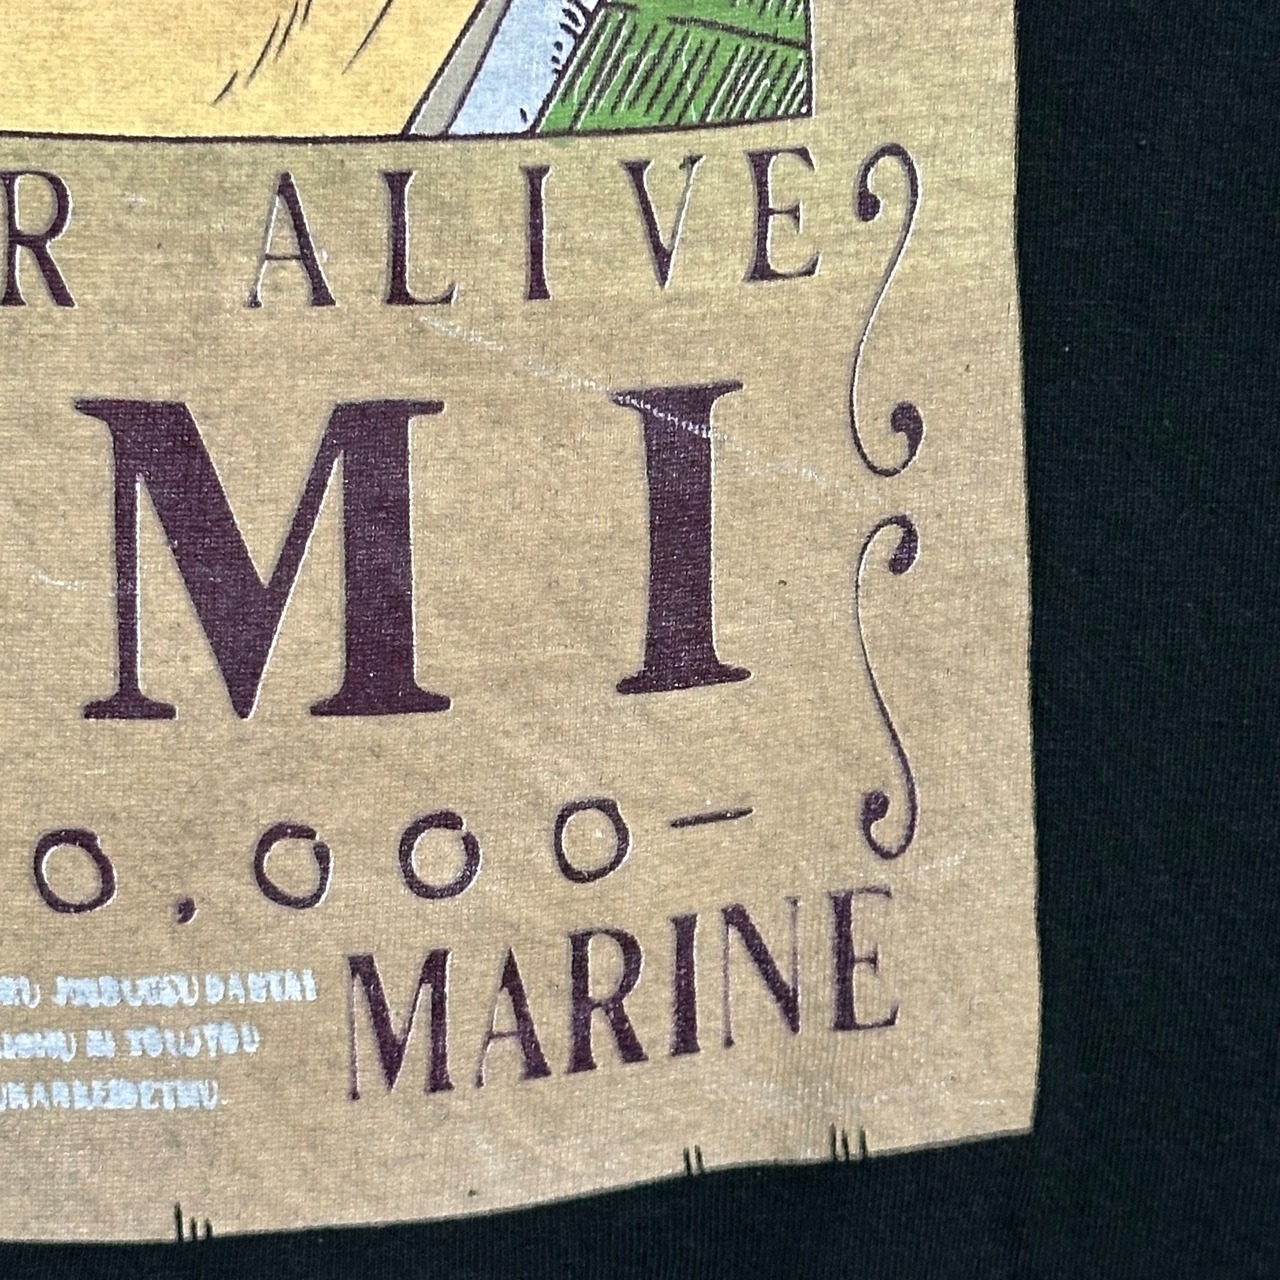 R ALIVE
MI
0,000-
MARINE